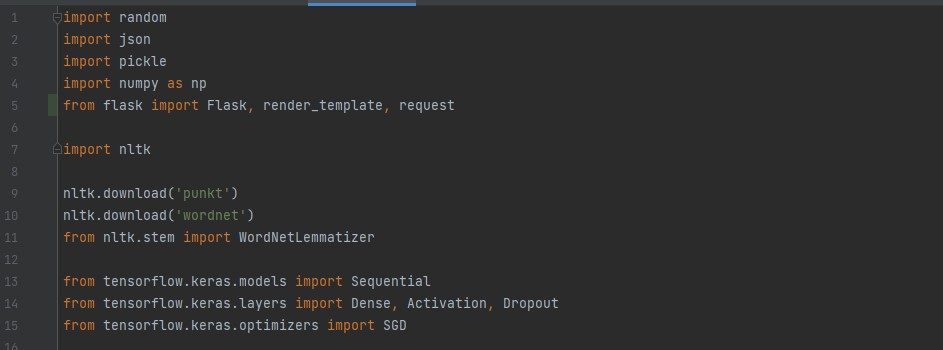 1 import random
2 import json
3 import pickle
4 import numpy as np
5 from flask import Flask, render_template, request
6
7 import nltk
8
9 nltk.download('punkt')
10 nltk.download('wordnet')
11 from nltk.stem import WordNetLemmatizer
12
13 from tensorflow.keras.models import Sequential
14 from tensorflow.keras.layers import Dense, Activation, Dropout
15 from tensorflow.keras.optimizers import SGD
16